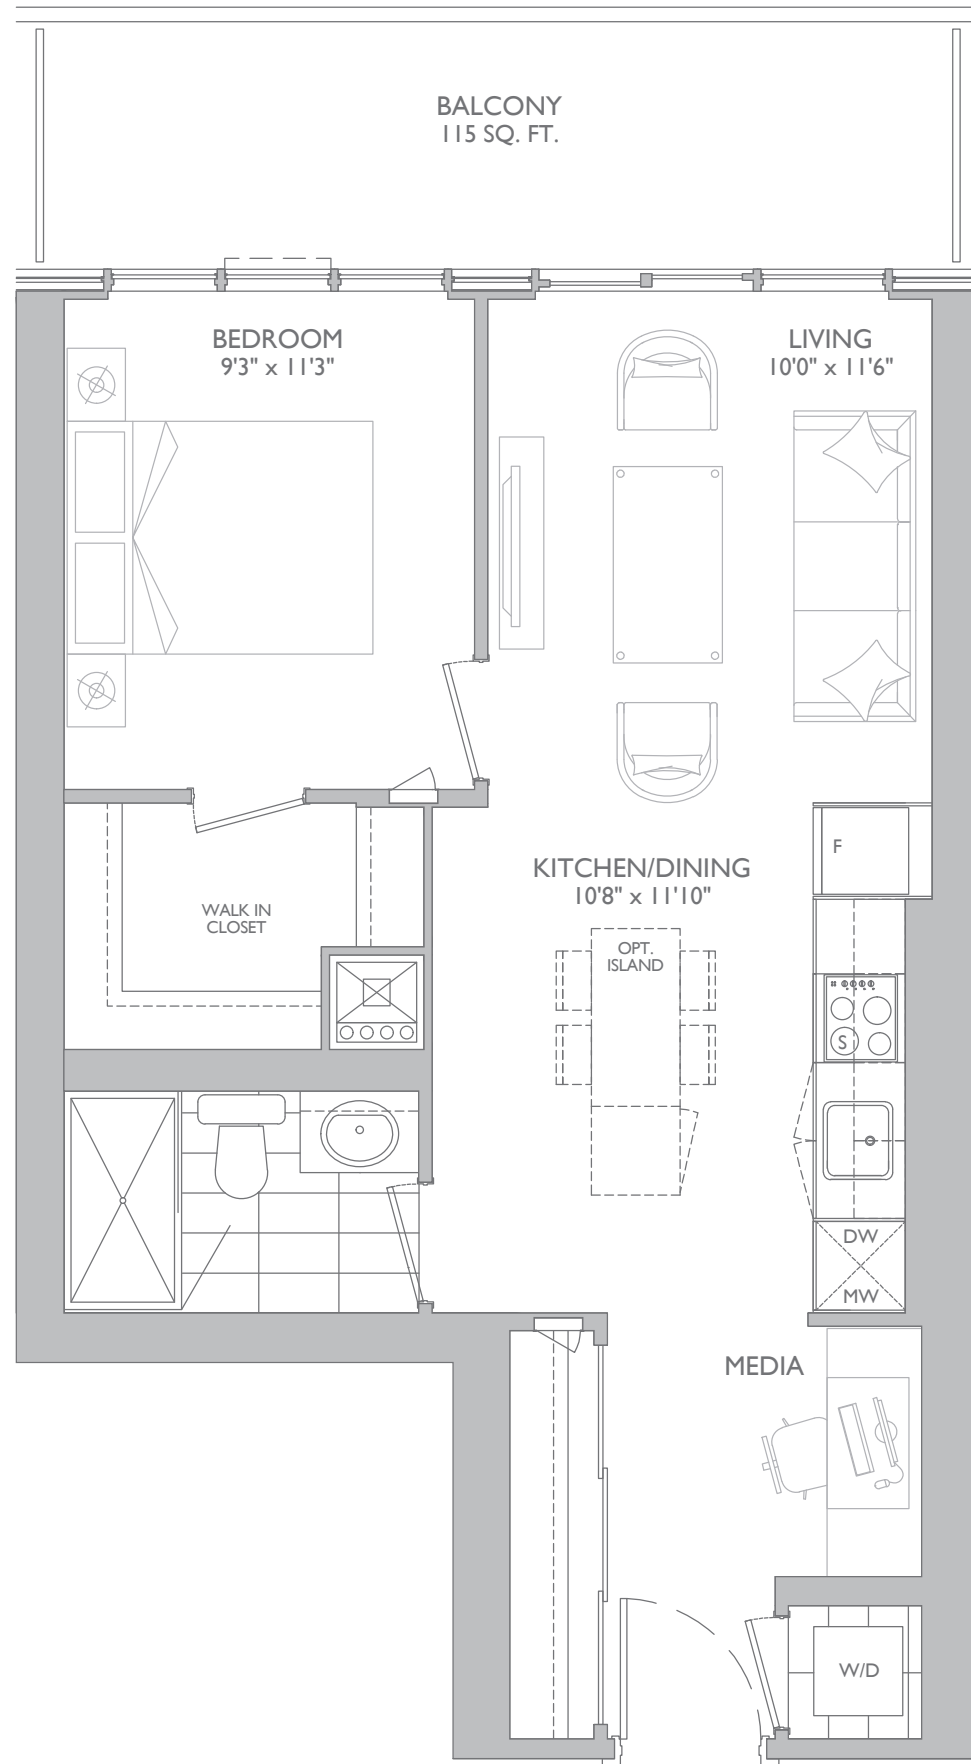 BALCONY
115 SQ. FT.
BEDROOM
9'3" x 11'3"
LIVING
10'0" x 11'6"
KITCHEN/DINING
10'8" x 11'10"
F
WALK IN
CLOSET
OPT.
ISLAND
S
DW
MW
MEDIA
W/D